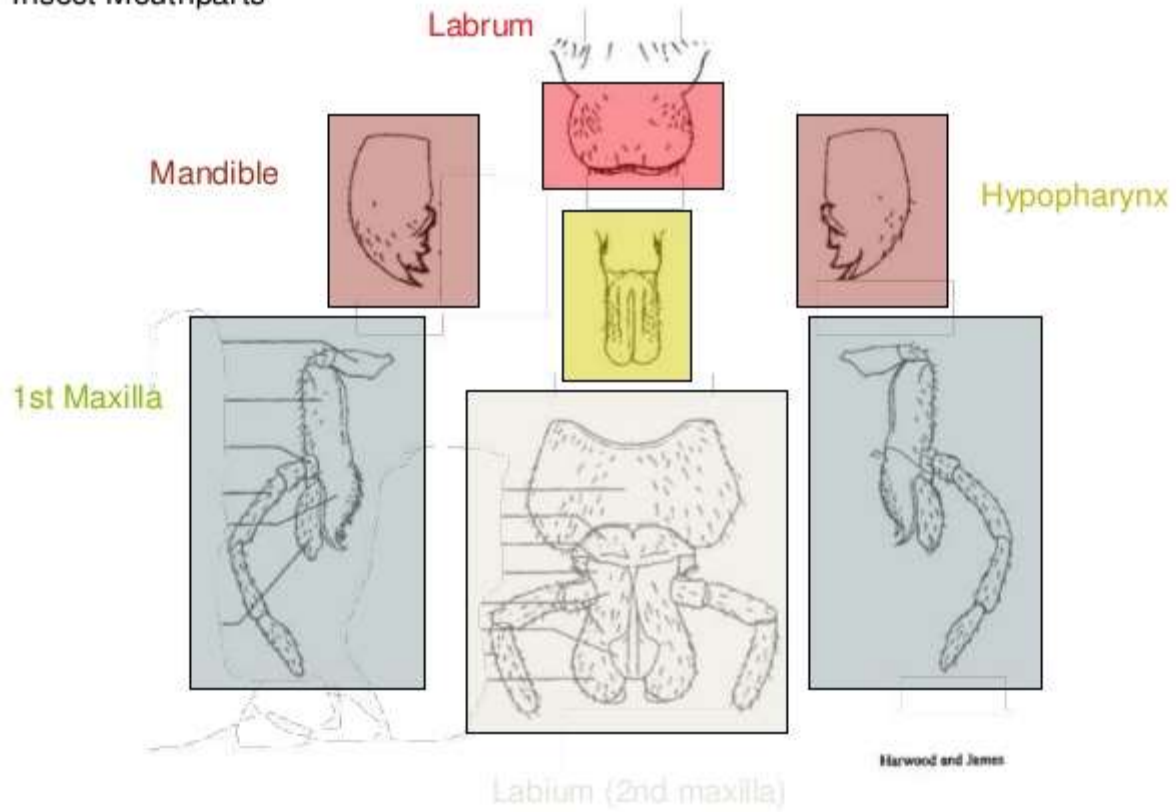 Insect Mouthparts
Labrum
Mandible
Hypopharynx
1st Maxilla
Harwood and James
Labium (2nd maxilla)